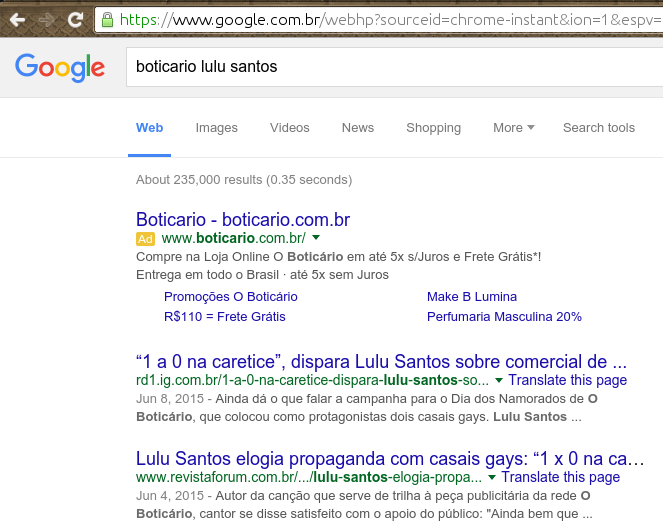 https://www.google.com.br/webhp?sourceid=chrome-instant&ion=1&espv=
Google
boticario lulu santos
Web Images Videos News Shopping More Search tools
About 235,000 results (0.35 seconds)
Boticario - boticario.com.br
Ad www.boticario.com.br/
Compre na Loja Online O Boticário em até 5x s/Juros e Frete Grátis*!
Entrega em todo o Brasil · até 5x sem Juros
Promoções O Boticário Make B Lumina
R$110 = Frete Grátis Perfumaria Masculina 20%
“1 a 0 na caretice”, dispara Lulu Santos sobre comercial de ...
rd1.ig.com.br/1-a-0-na-caretice-dispara-lulu-santos-so... Translate this page
Jun 8, 2015 - Ainda dá o que falar a campanha para o Dia dos Namorados de O
Boticário, que colocou como protagonistas dois casais gays. Lulu Santos ...
Lulu Santos elogia propaganda com casais gays: “1 x 0 na ca…
www.revistaforum.com.br/.../lulu-santos-elogia-propa... Translate this page
Jun 4, 2015 - Autor da canção que serve de trilha à peça publicitária da rede O
Boticário, cantor se disse satisfeito com o apoio do público: "Ainda bem que ...